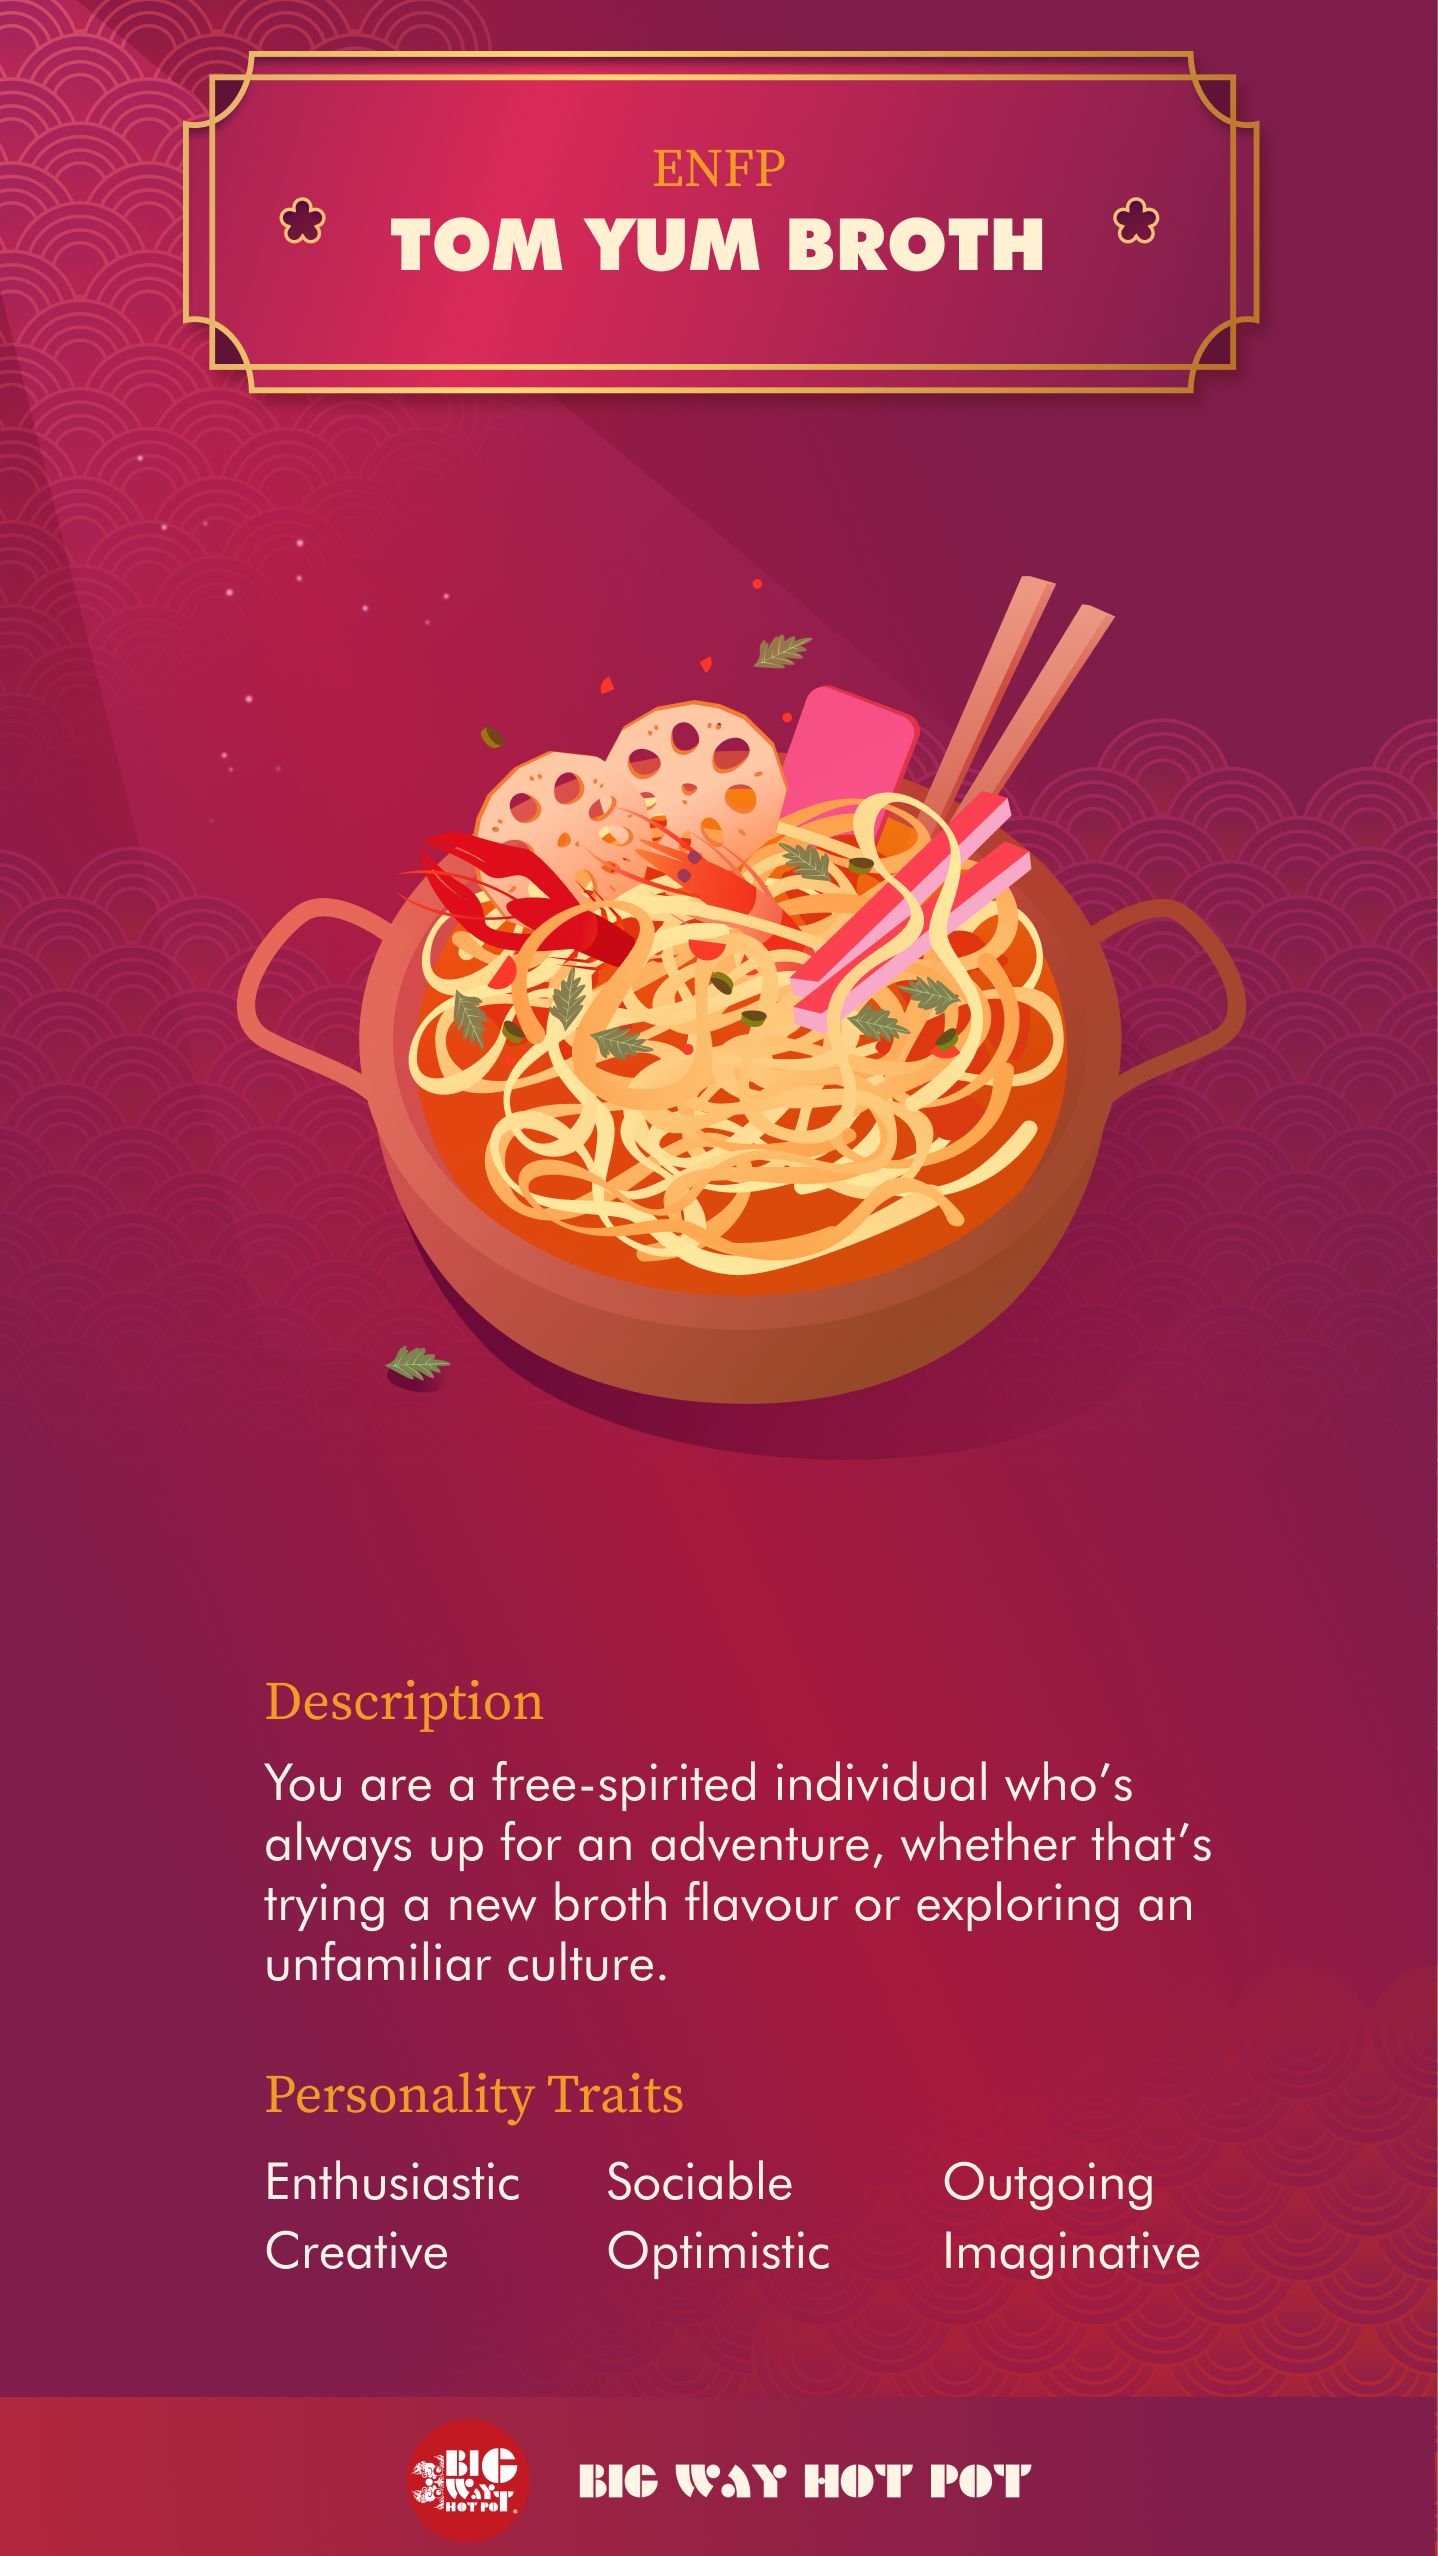 ENFP
TOM YUM BROTH
Description
You are a free-spirited individual who’s
always up for an adventure, whether that’s
trying a new broth flavour or exploring an
unfamiliar culture.
Personality Traits
Enthusiastic Sociable Outgoing
Creative Optimistic Imaginative
BIG
WAY
HOT POT
BIG WAY HOT POT